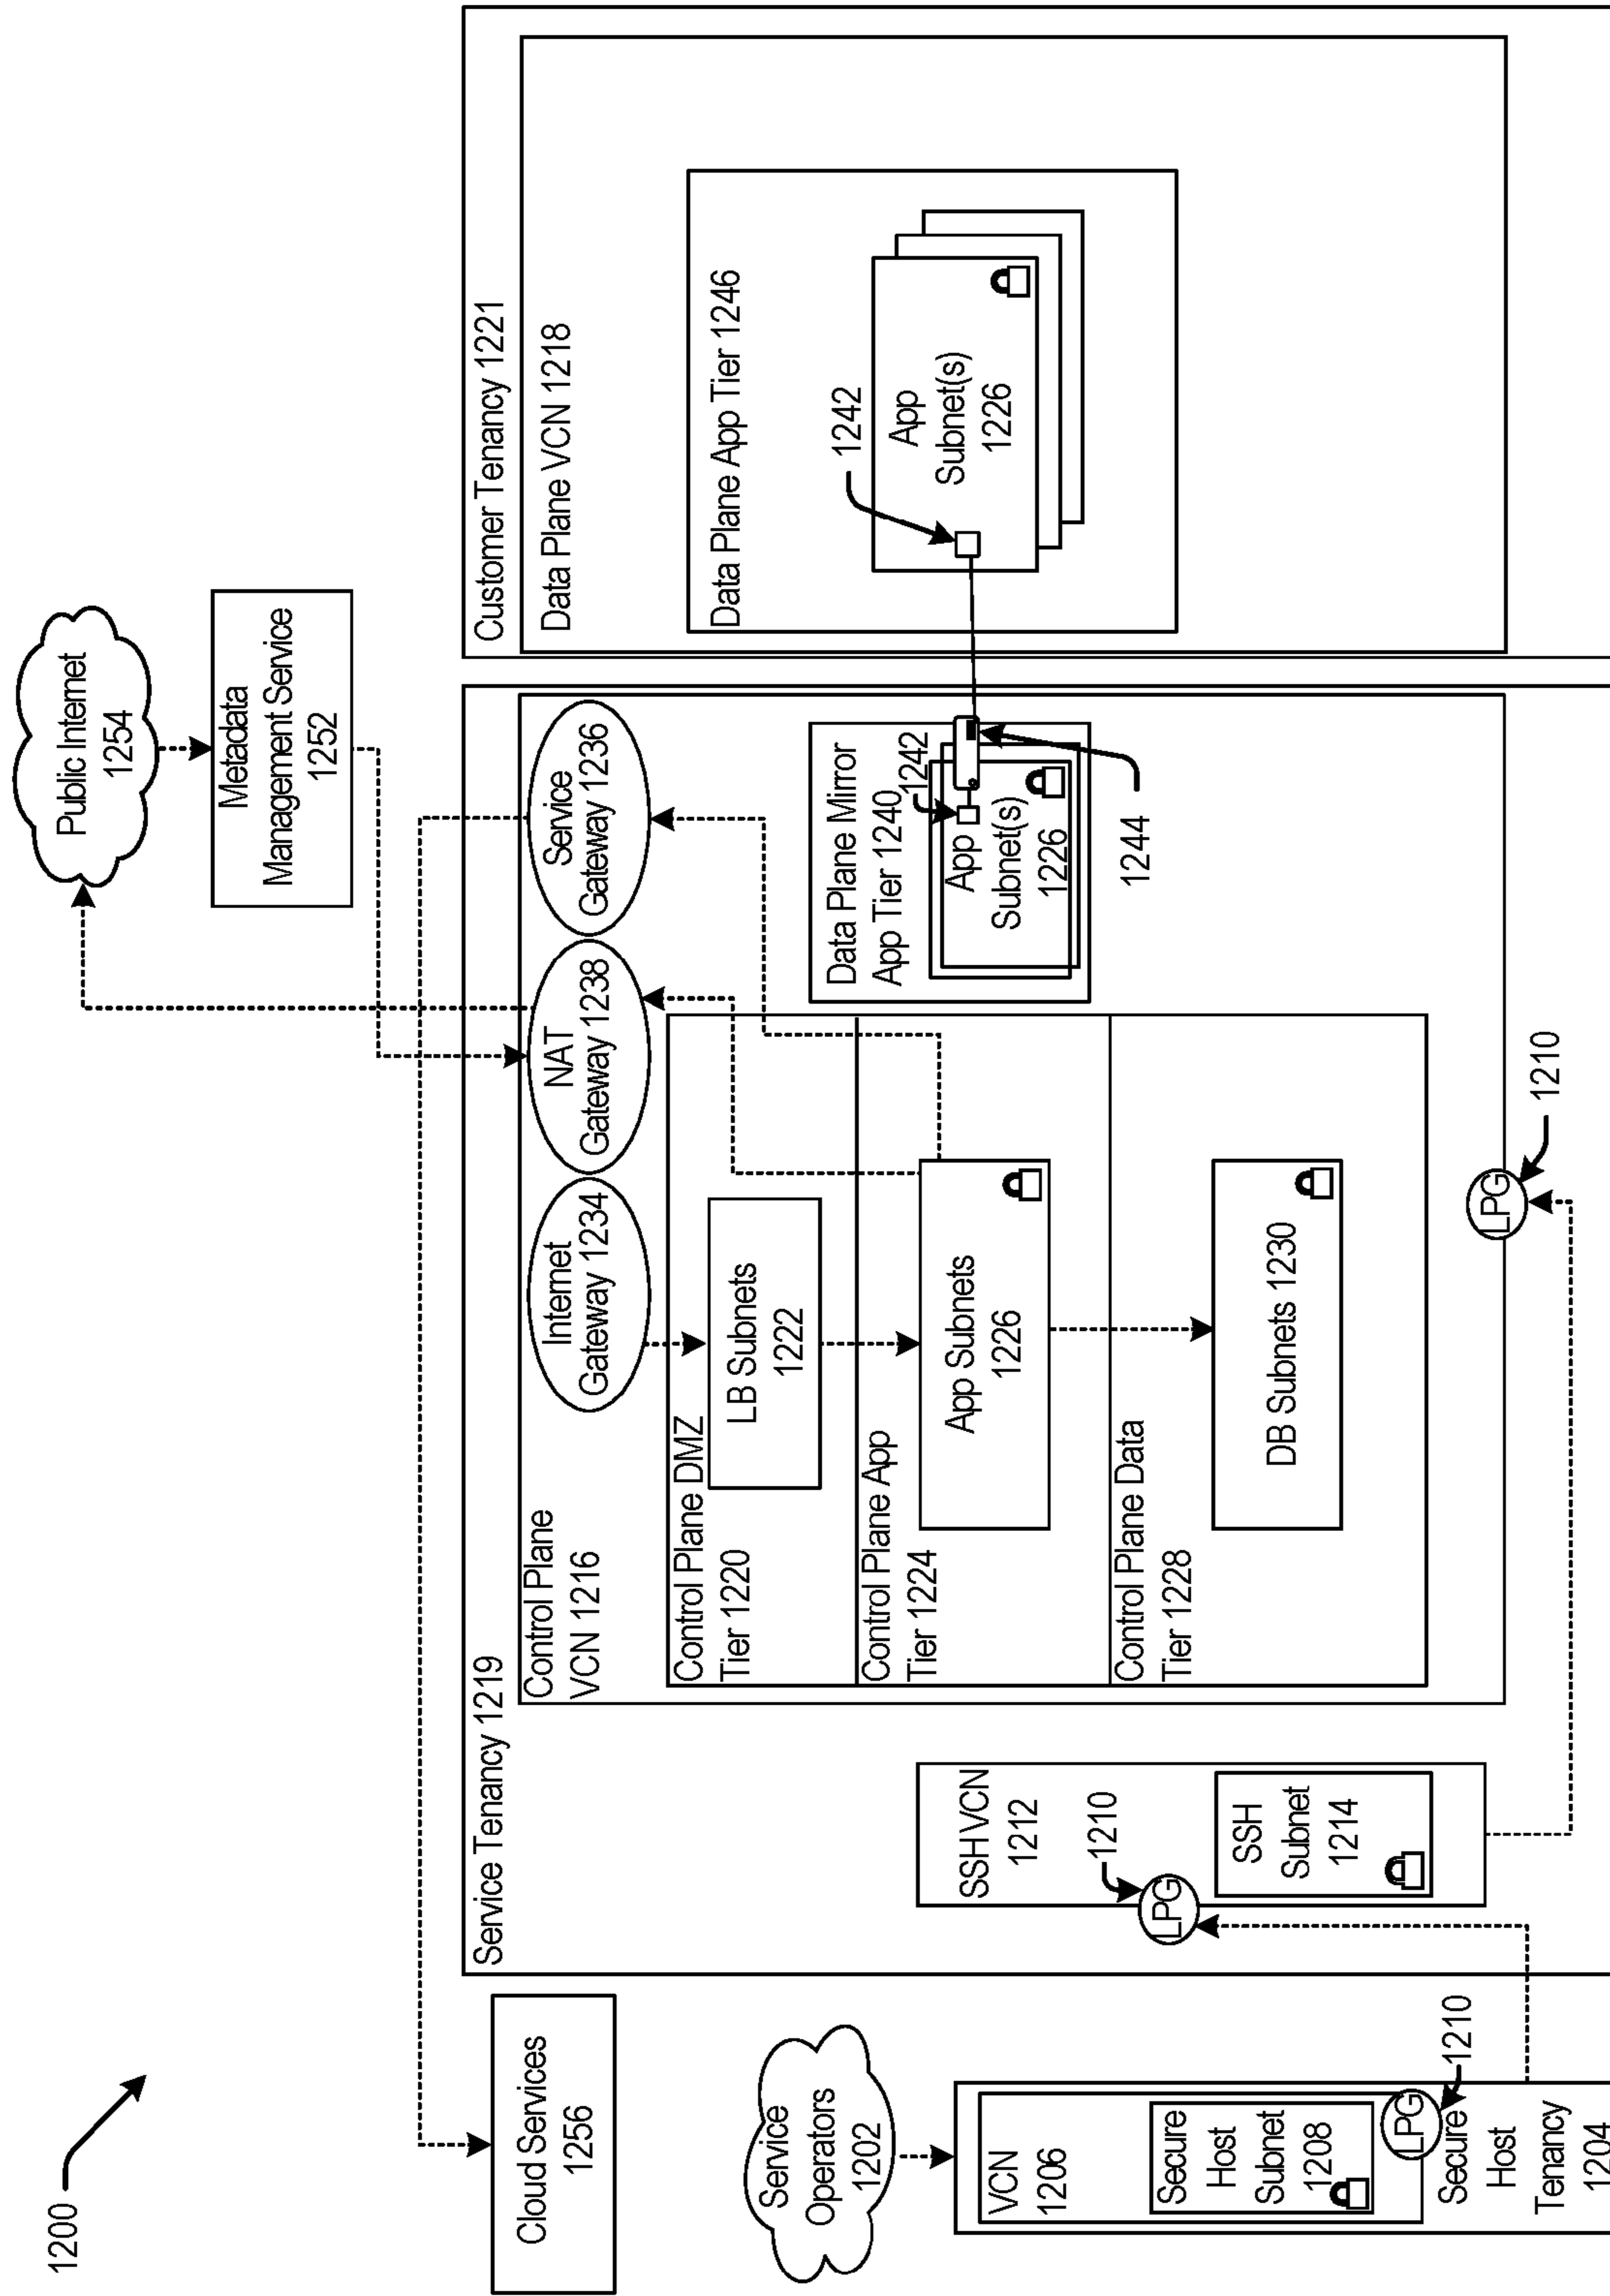 1200
Public Internet
1254
Metadata
Management Service
1252
Cloud Services
1256
Service
Operators
1202
VCN
1206
Secure
Host
Subnet
1208
LPG
1210
Secure
Host
Tenancy
1204
Service Tenancy 1219
SSH VCN
1212
1210
LPG
SSH
Subnet
1214
Control Plane
VCN 1216
Internet
Gateway 1234
NAT
Gateway 1238
Service
Gateway 1236
Control Plane DMZ
Tier 1220
LB Subnets
1222
Control Plane App
Tier 1224
App Subnets
1226
Control Plane Data
Tier 1228
DB Subnets 1230
Data Plane Mirror
App Tier 1240
1242
App
Subnet(s)
1226
1244
LPG
1210
Customer Tenancy 1221
Data Plane VCN 1218
Data Plane App Tier 1246
1242
App
Subnet(s)
1226